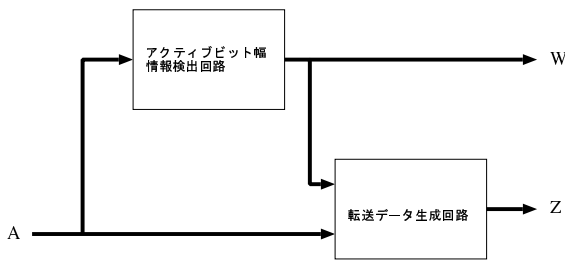 アクティブビット幅
情報検出回路
W
転送データ生成回路
Z
A